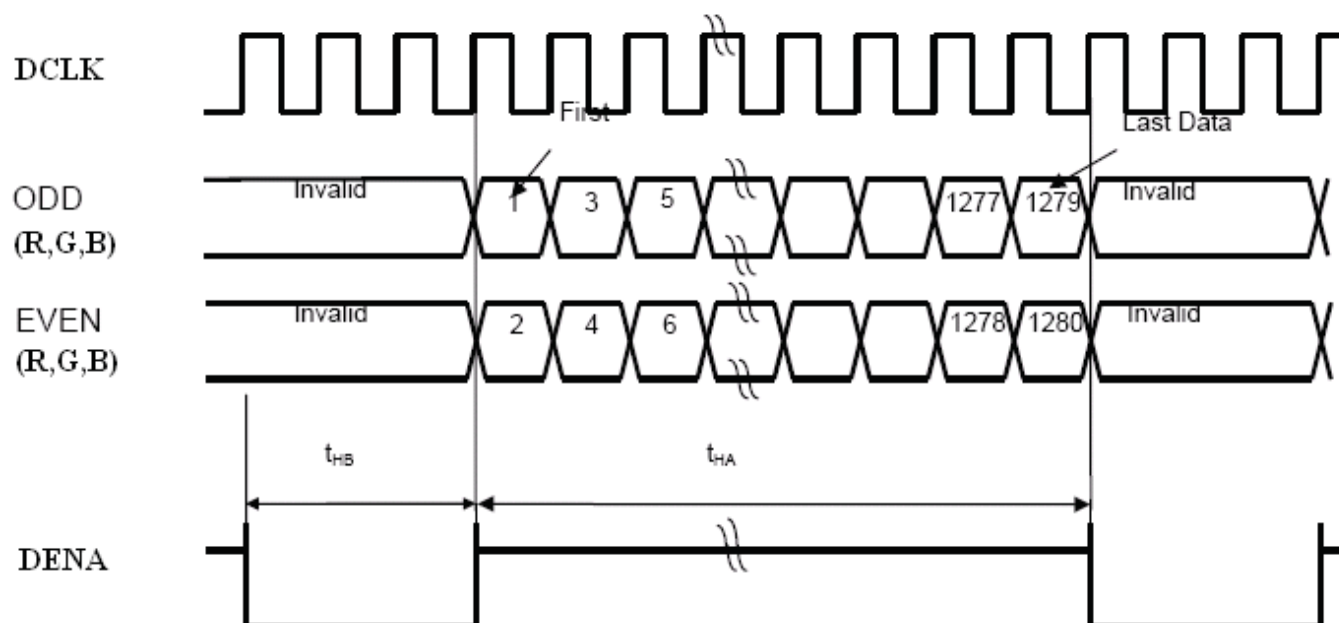 DCLK
First
Last Data
ODD
(R,G,B)
Invalid
1
3
5
1277
1279
Invalid
EVEN
(R,G,B)
Invalid
2
4
6
1278
1280
Invalid
tHB
tHA
DENA